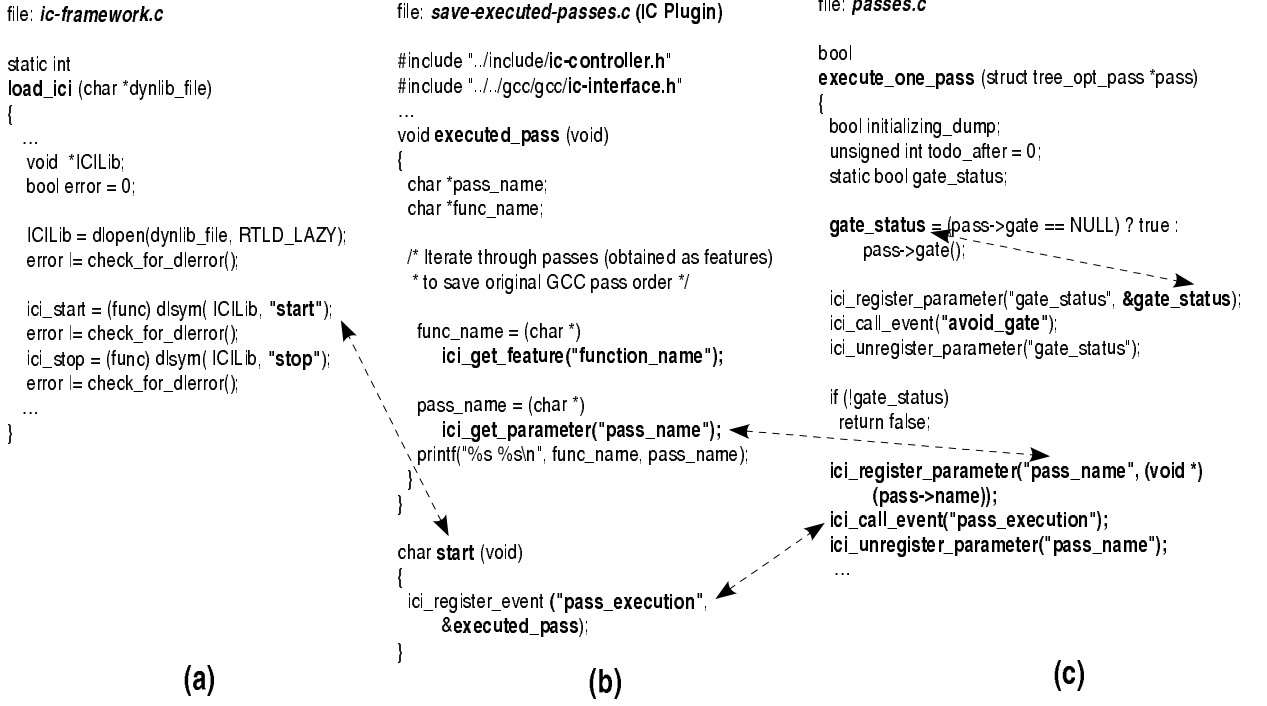 file: ic-framework.c
static int
load_ici (char *dynlib_file)
{
...
void *ICILib;
bool error = 0;
ICILib = dlopen(dynlib_file, RTLD_LAZY);
error |= check_for_dlerror();
ici_start = (func) dlsym( ICILib, "start");
error |= check_for_dlerror();
ici_stop = (func) dlsym( ICILib, "stop");
error |= check_for_dlerror();
...
}
(a)
file: save-executed-passes.c (IC Plugin)
#include "../include/ic-controller.h"
#include "../../gcc/gcc/ic-interface.h"
...
void executed_pass (void)
{
char *pass_name;
char *func_name;
/* Iterate through passes (obtained as features)
* to save original GCC pass order */
func_name = (char *)
ici_get_feature("function_name");
pass_name = (char *)
ici_get_parameter("pass_name");
printf("%s %s\n", func_name, pass_name);
}
}
char start (void)
{
ici_register_event ("pass_execution",
&executed_pass);
}
(b)
file: passes.c
bool
execute_one_pass (struct tree_opt_pass *pass)
{
bool initializing_dump;
unsigned int todo_after = 0;
static bool gate_status;
gate_status = (pass->gate == NULL) ? true :
pass->gate();
ici_register_parameter("gate_status", &gate_status);
ici_call_event("avoid_gate");
ici_unregister_parameter("gate_status");
if (!gate_status)
return false;
ici_register_parameter("pass_name", (void *)
(pass->name));
ici_call_event("pass_execution");
ici_unregister_parameter("pass_name");
...
(c)